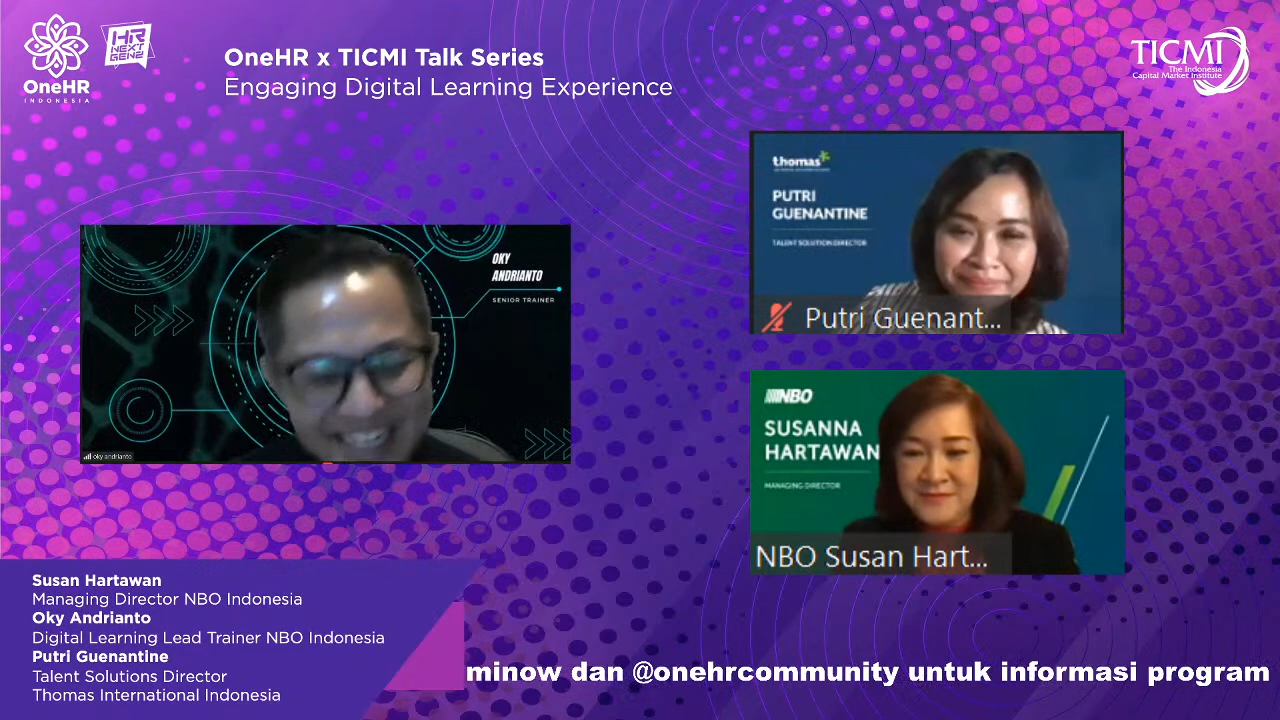 OneHR
INDONESIA
HR
NEXT
GEN
OneHR x TICMI Talk Series
Engaging Digital Learning Experience
TICMI
The Indonesia
Capital Market Institute
thomas
PUTRI
GUENANTINE
TALENT SOLUTION DIRECTOR
Putri Guenant...
OKY
ANDRIANTO
SENIOR TRAINER
oky andrianto
NBO
SUSANNA
HARTAWAN
MANAGING DIRECTOR
NBO Susan Hart...
Susan Hartawan
Managing Director NBO Indonesia
Oky Andrianto
Digital Learning Lead Trainer NBO Indonesia
Putri Guenantine
Talent Solutions Director
Thomas International Indonesia
minow dan @onehrcommunity untuk informasi program